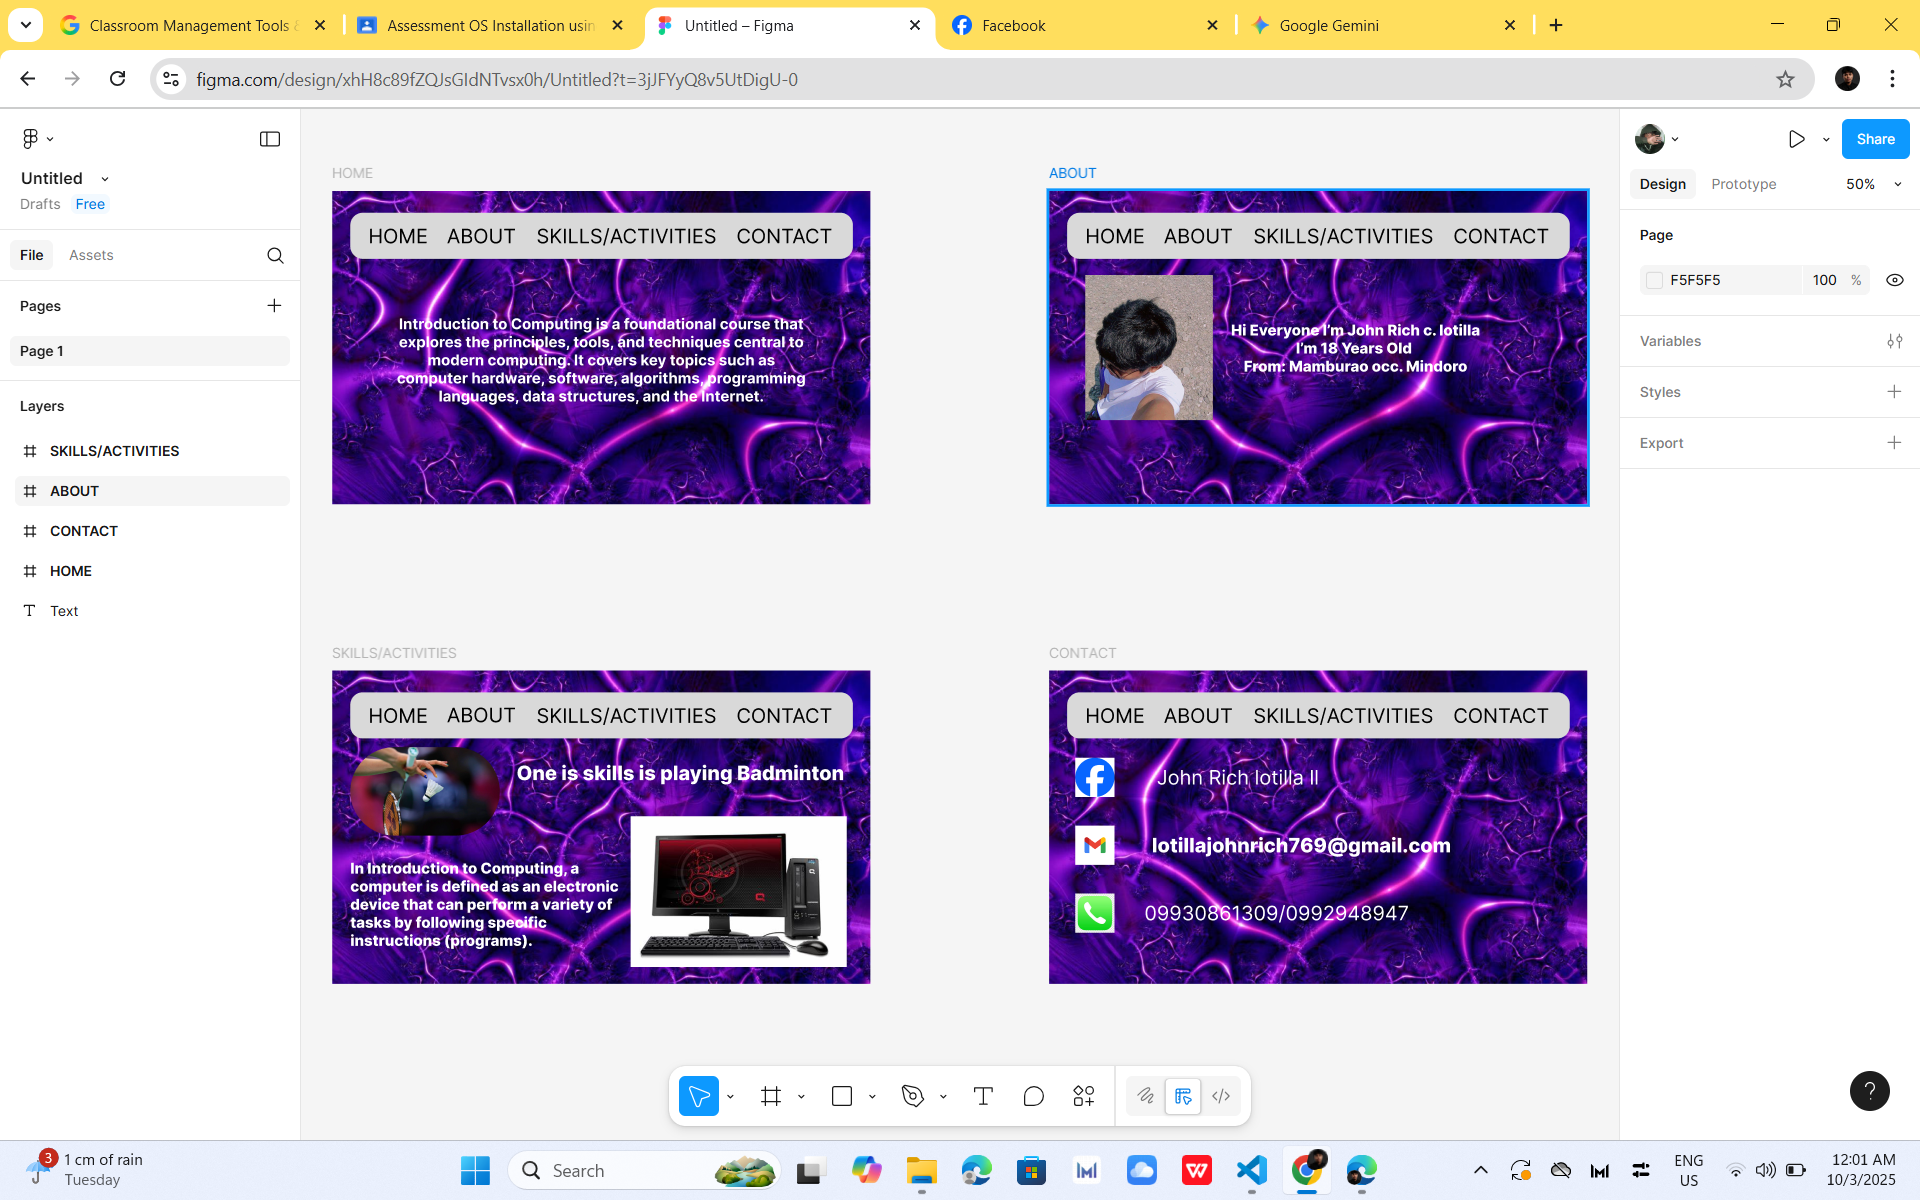 Classroom Management Tools &
Assessment OS Installation usin
Untitled – Figma
Facebook
Google Gemini
figma.com/design/xhH8c89fZQJsGIdNTvsx0h/Untitled?t=3jJFYyQ8v5UtDigU-0
Untitled
Drafts Free
File Assets
Pages
Page 1
Layers
SKILLS/ACTIVITIES
ABOUT
CONTACT
HOME
Text
HOME
HOME ABOUT SKILLS/ACTIVITIES CONTACT
Introduction to Computing is a foundational course that
explores the principles, tools, and techniques central to
modern computing. It covers key topics such as
computer hardware, software, algorithms, programming
languages, data structures, and the Internet.
ABOUT
HOME ABOUT SKILLS/ACTIVITIES CONTACT
Hi Everyone I'm John Rich c. lotilla
I'm 18 Years Old
From: Mamburao occ. Mindoro
SKILLS/ACTIVITIES
HOME ABOUT SKILLS/ACTIVITIES CONTACT
One is skills is playing Badminton
In Introduction to Computing, a
computer is defined as an electronic
device that can perform a variety of
tasks by following specific
instructions (programs).
CONTACT
HOME ABOUT SKILLS/ACTIVITIES CONTACT
John Rich lotilla II
lotillajohnrich769@gmail.com
09930861309/0992948947
Share
Design Prototype 50%
Page
F5F5F5 100 %
Variables
Styles
Export
?
3
1 cm of rain
Tuesday
Search
ENG
US
12:01 AM
10/3/2025